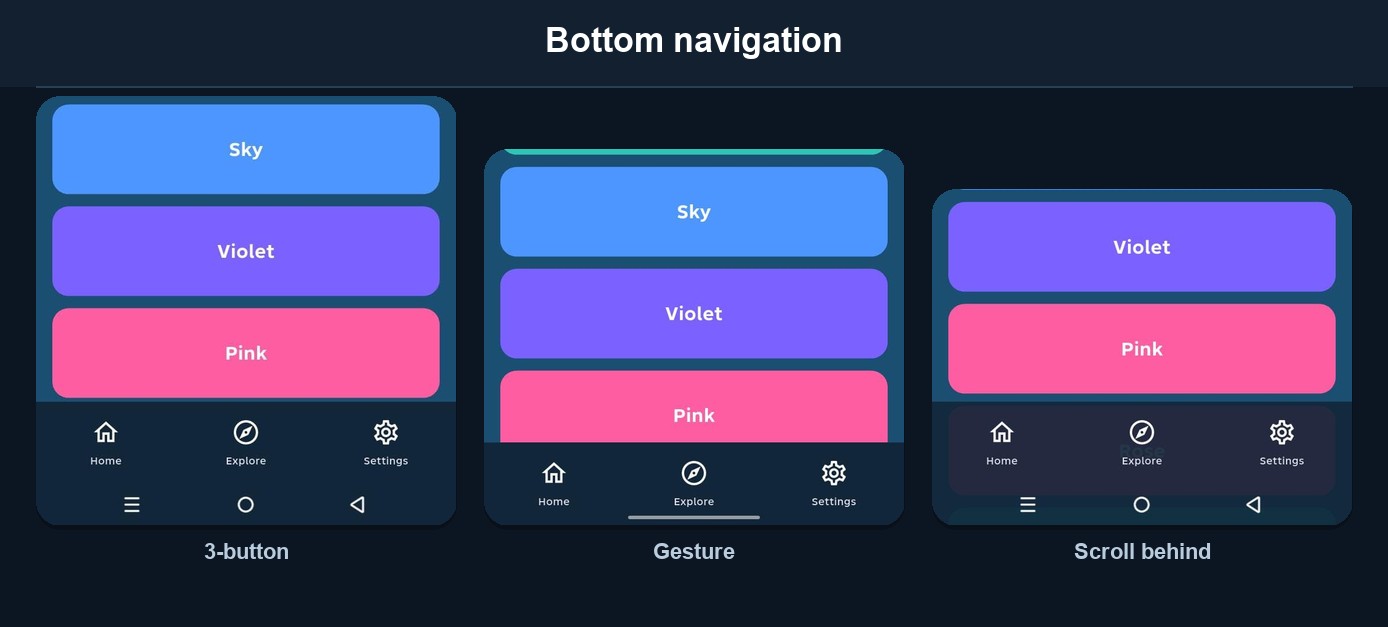 Bottom navigation
Sky
Violet
Pink
Home
Explore
Settings
3-button
Sky
Violet
Pink
Home
Explore
Settings
Gesture
Violet
Pink
Rose
Home
Explore
Settings
Scroll behind